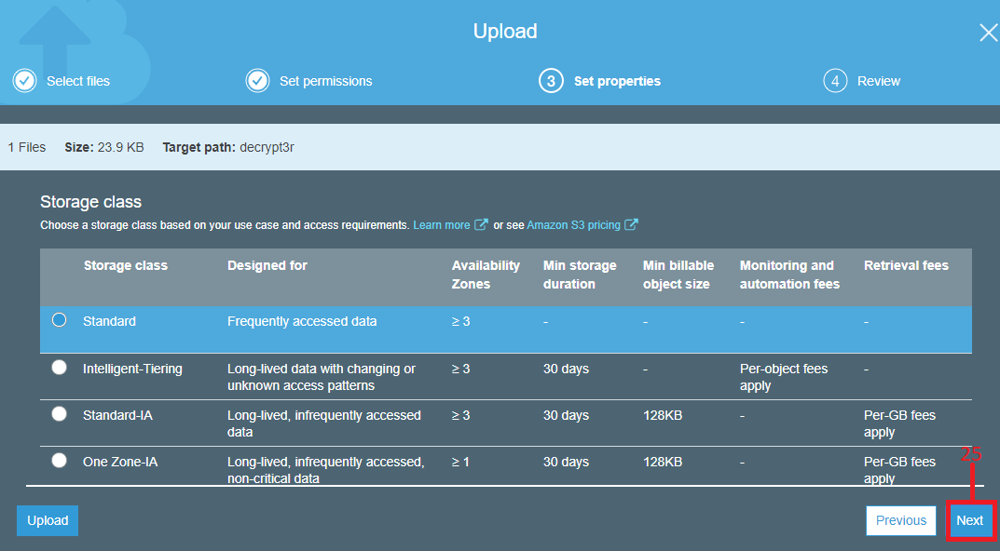 Upload
Select files
Set permissions
3 Set properties
4 Review
1 Files Size: 23.9 KB Target path: decrypt3r
Storage class
Choose a storage class based on your use case and access requirements. Learn more or see Amazon S3 pricing
Storage class Designed for Availability Zones Min storage duration Min billable object size Monitoring and automation fees Retrieval fees
Standard Frequently accessed data ≥ 3 - - - -
Intelligent-Tiering Long-lived data with changing or unknown access patterns ≥ 3 30 days - Per-object fees apply -
Standard-IA Long-lived, infrequently accessed data ≥ 3 30 days 128KB - Per-GB fees apply
One Zone-IA Long-lived, infrequently accessed, non-critical data ≥ 1 30 days 128KB - Per-GB fees apply
25
Upload Previous Next